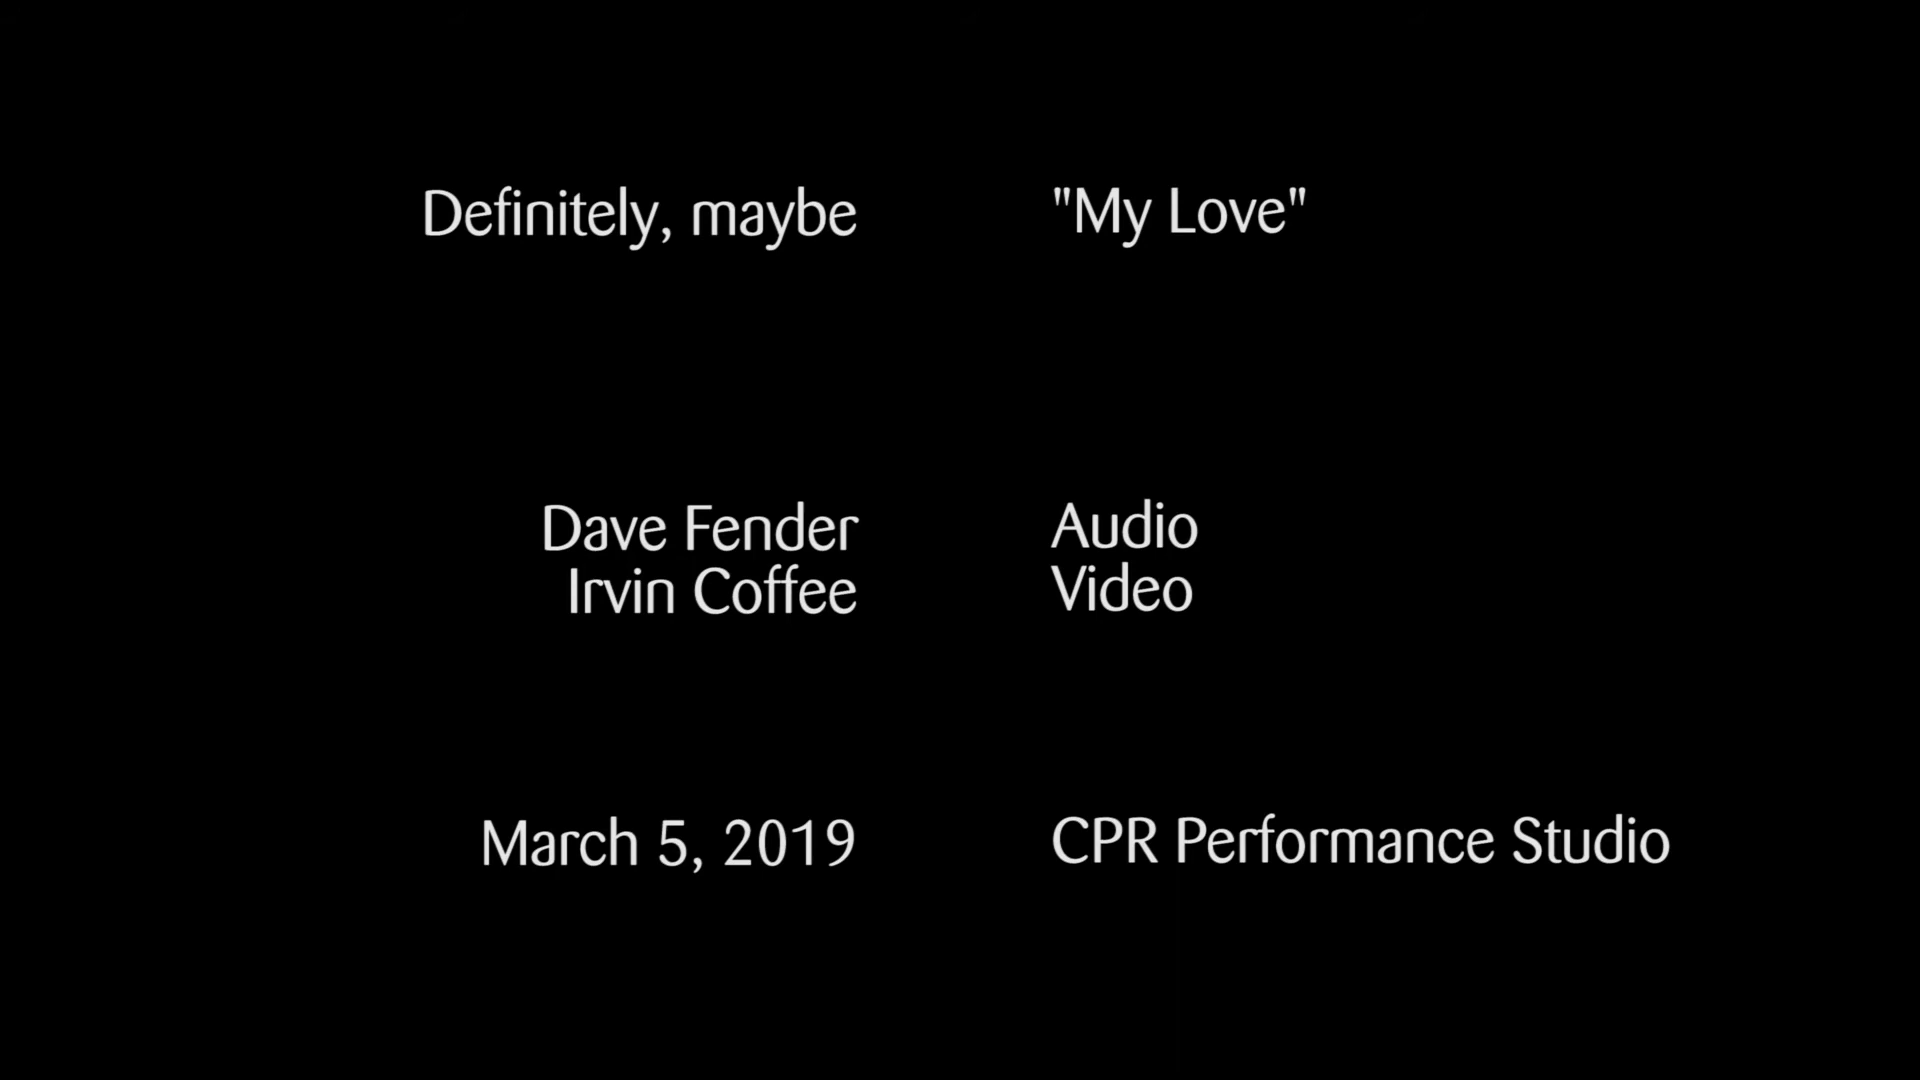 Definitely, maybe "My Love"
Dave Fender Audio
Irvin Coffee Video
March 5, 2019 CPR Performance Studio